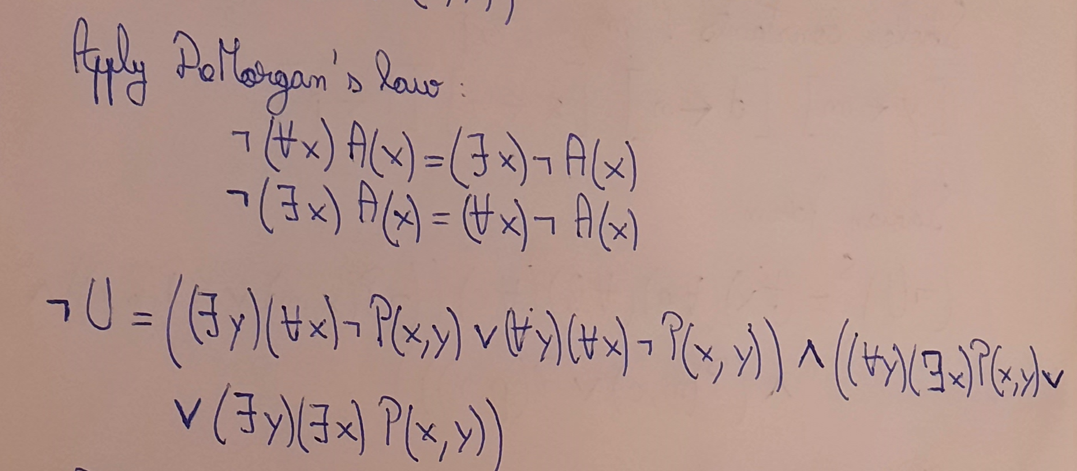 Apply DeMorgan's law:
¬(∀x) A(x) = (∃x)¬ A(x)
¬(∃x) A(x) = (∀x)¬ A(x)
¬U = ((∃y)(∀x)¬P(x,y) ∨ (∀y)(∀x)¬P(x,y)) ∧ ((∀y)(∃x)P(x,y) ∨
∨ (∃y)(∃x) P(x,y))